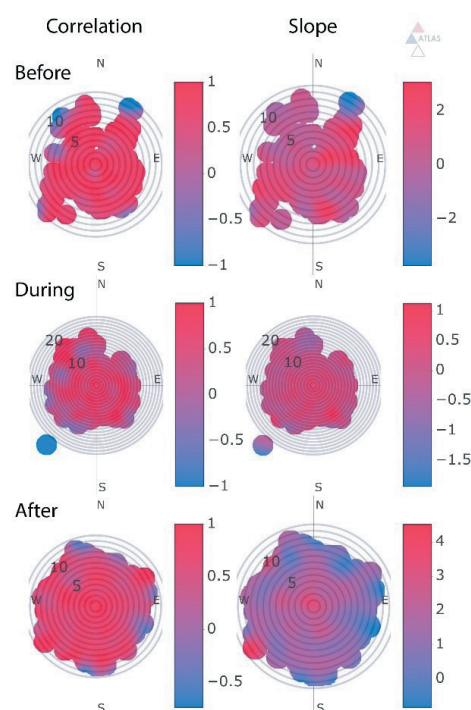 Correlation Slope
ATLAS
Before
N N
1 2
10 10
0.5
5 5
W E W E
0 0
−0.5
−2
−1
S S
During
N N
1 1
20 20
0.5 0.5
10 10
0
W E W E
0 −0.5
−1
−0.5
−1.5
−1
S S
After
N N
1 4
10 10
0.5 3
5 5
W E W E
2
0 1
0
−0.5
S S